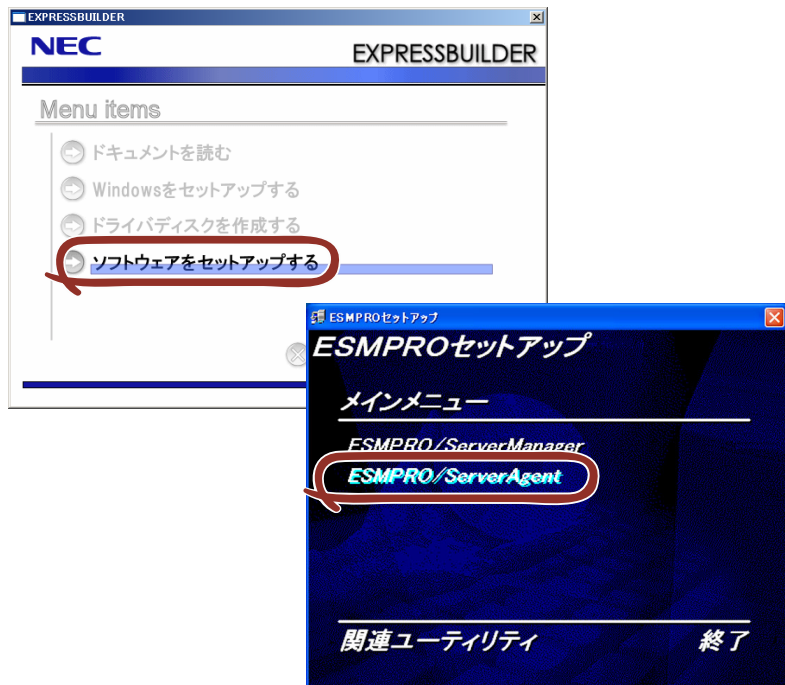 EXPRESSBUILDER
NEC
EXPRESSBUILDER
Menu items
ドキュメントを読む
Windowsをセットアップする
ドライバディスクを作成する
ソフトウェアをセットアップする
ESMPROセットアップ
ESMPROセットアップ
メインメニュー
ESMPRO/ServerManager
ESMPRO/ServerAgent
関連ユーティリティ
終了